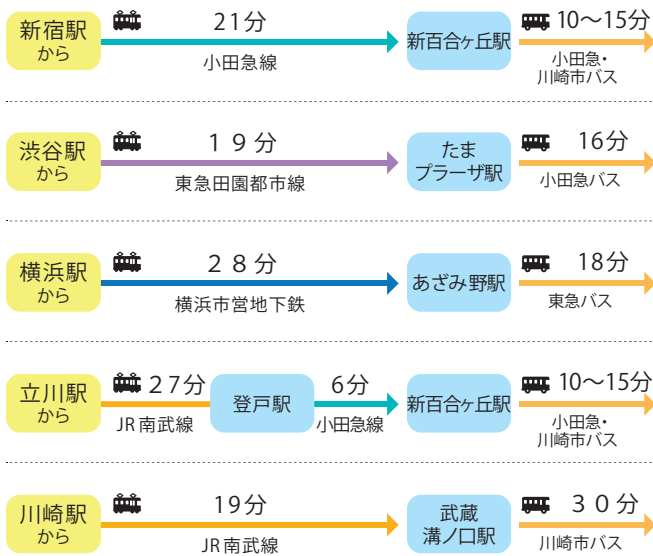 新宿駅
から
21分
小田急線
新百合ヶ丘駅
10〜15分
小田急・
川崎市バス
渋谷駅
から
19分
東急田園都市線
たま
プラーザ駅
16分
小田急バス
横浜駅
から
28分
横浜市営地下鉄
あざみ野駅
18分
東急バス
立川駅
から
27分
JR南武線
登戸駅
6分
小田急線
新百合ヶ丘駅
10〜15分
小田急・
川崎市バス
川崎駅
から
19分
JR南武線
武蔵
溝ノ口駅
30分
川崎市バス